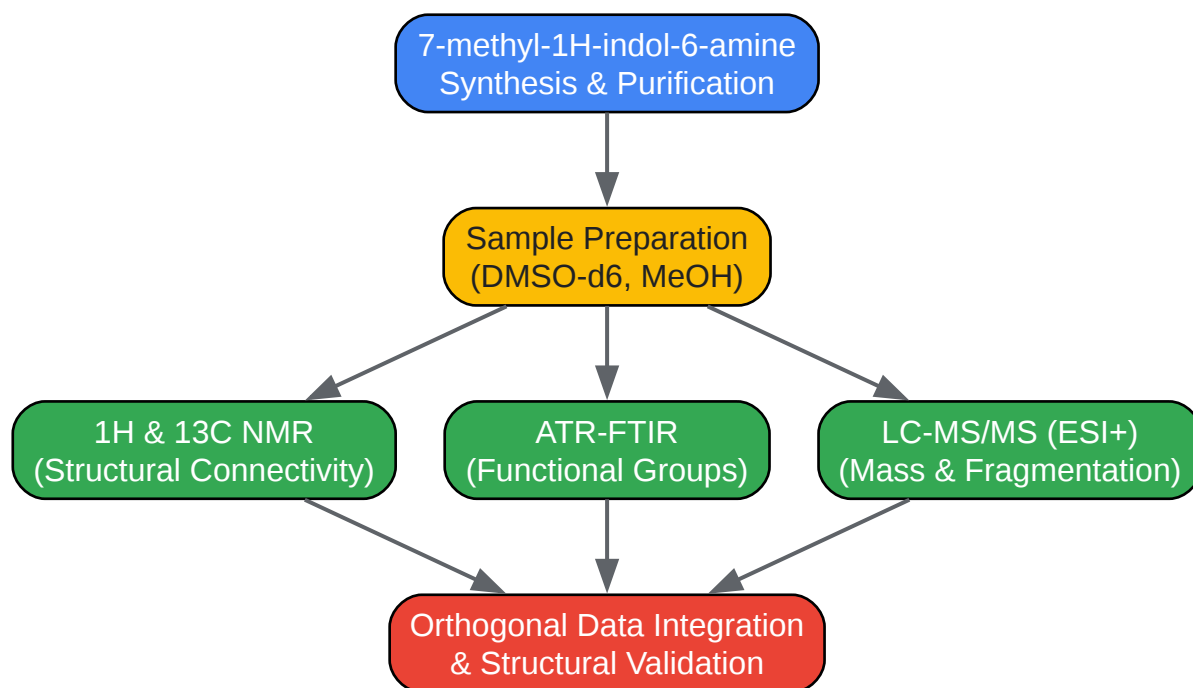 7-methyl-1H-indol-6-amine
Synthesis & Purification
Sample Preparation
(DMSO-d6, MeOH)
1H & 13C NMR
(Structural Connectivity)
ATR-FTIR
(Functional Groups)
LC-MS/MS (ESI+)
(Mass & Fragmentation)
Orthogonal Data Integration
& Structural Validation